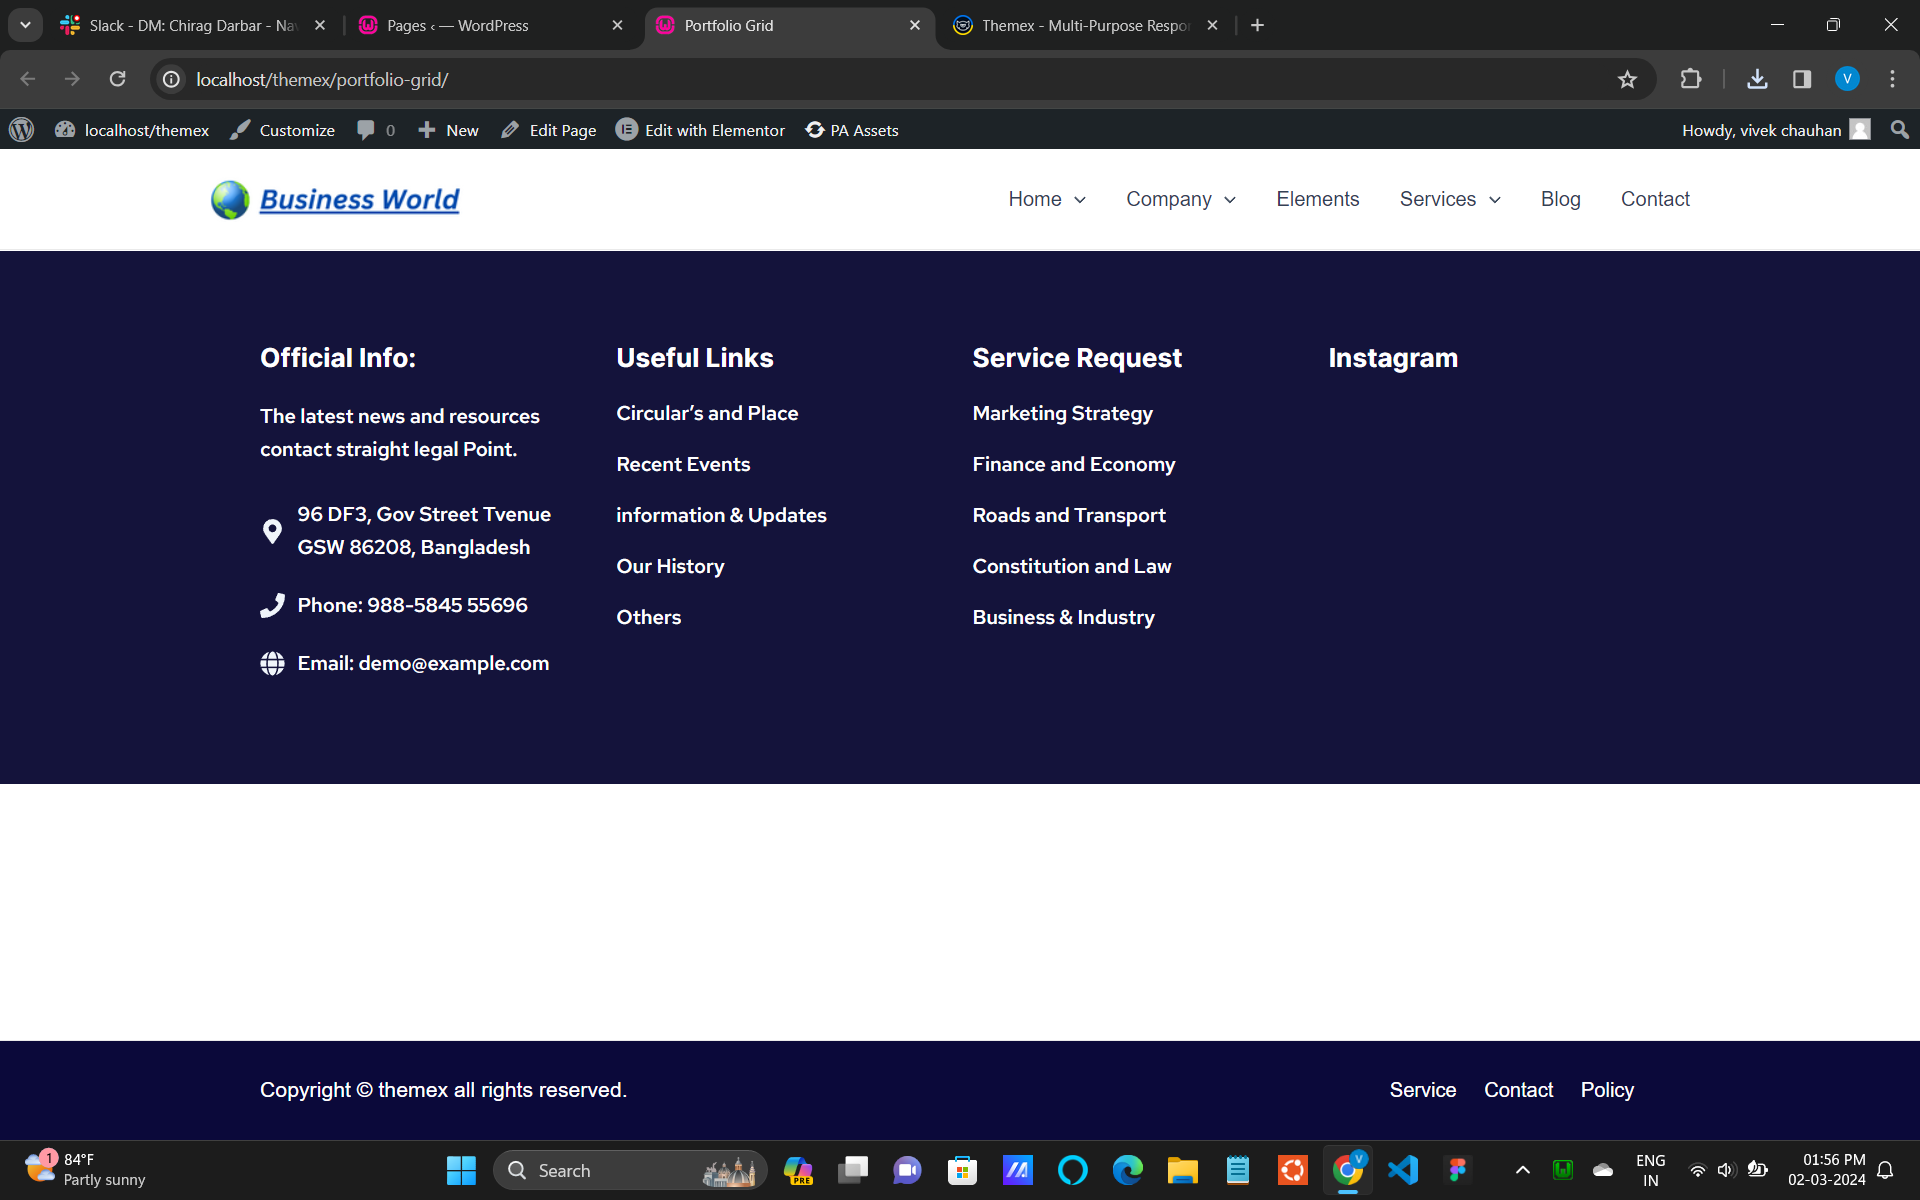 Slack - DM: Chirag Darbar - Na
Pages ‹ — WordPress
Portfolio Grid
Themex - Multi-Purpose Respo
localhost/themex/portfolio-grid/
V
localhost/themex
Customize
0
New
Edit Page
Edit with Elementor
PA Assets
Howdy, vivek chauhan
Business World
Home
Company
Elements
Services
Blog
Contact
Official Info:
The latest news and resources
contact straight legal Point.
96 DF3, Gov Street Tvenue
GSW 86208, Bangladesh
Phone: 988-5845 55696
Email: demo@example.com
Useful Links
Circular’s and Place
Recent Events
information & Updates
Our History
Others
Service Request
Marketing Strategy
Finance and Economy
Roads and Transport
Constitution and Law
Business & Industry
Instagram
Copyright © themex all rights reserved.
Service
Contact
Policy
1
84°F
Partly sunny
Search
PRE
V
ENG
IN
01:56 PM
02-03-2024